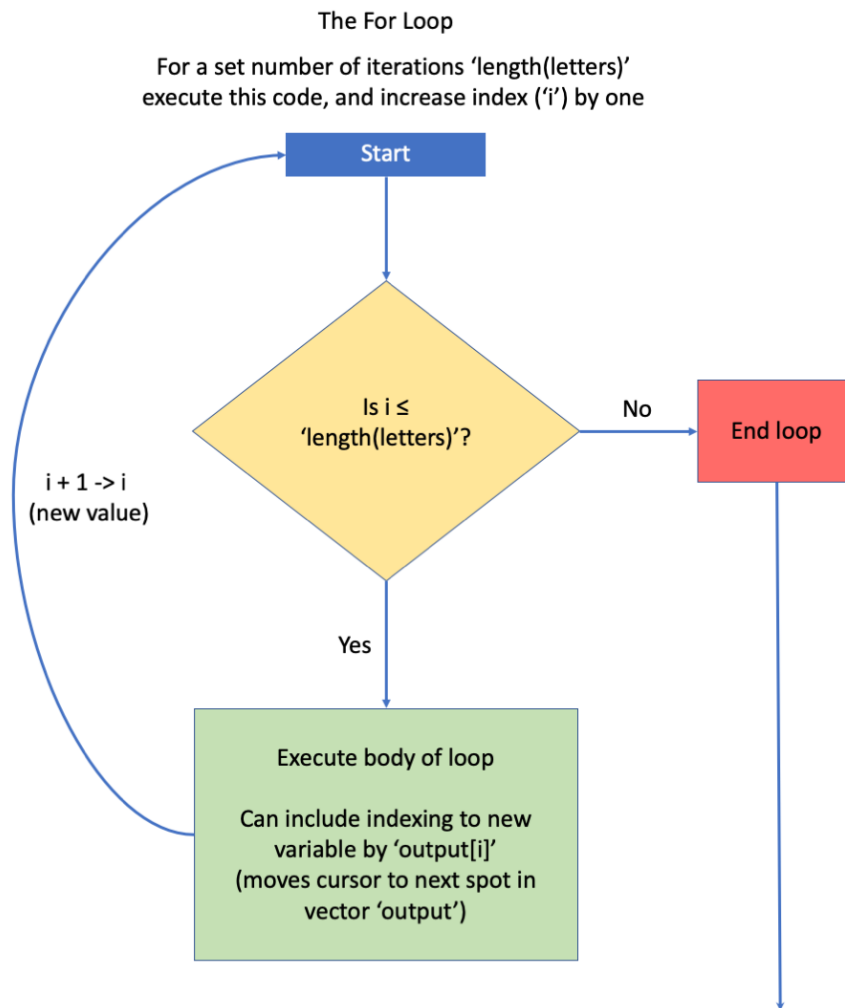 The For Loop
For a set number of iterations ‘length(letters)’
execute this code, and increase index (‘i’) by one
Start
Is i ≤
‘length(letters)’?
No
End loop
i + 1 -> i
(new value)
Yes
Execute body of loop
Can include indexing to new
variable by ‘output[i]’
(moves cursor to next spot in
vector ‘output’)